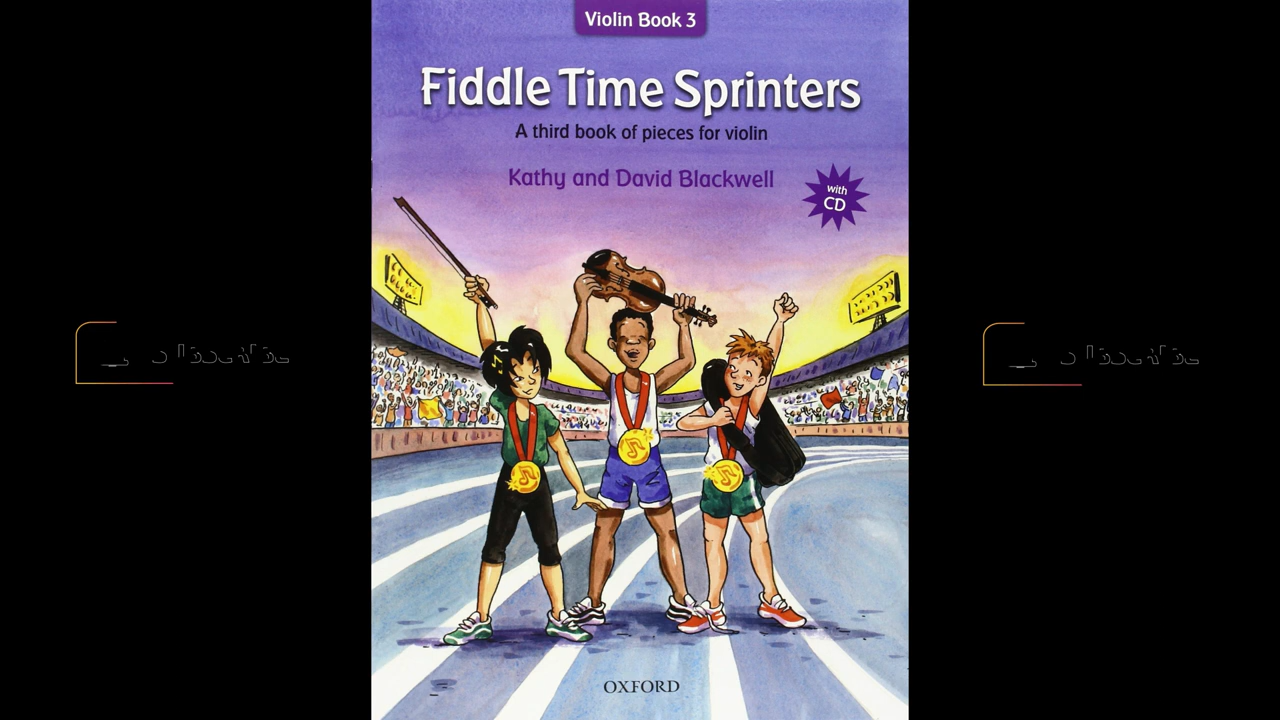 Violin Book 3
Fiddle Time Sprinters
A third book of pieces for violin
Kathy and David Blackwell
with
CD
OXFORD